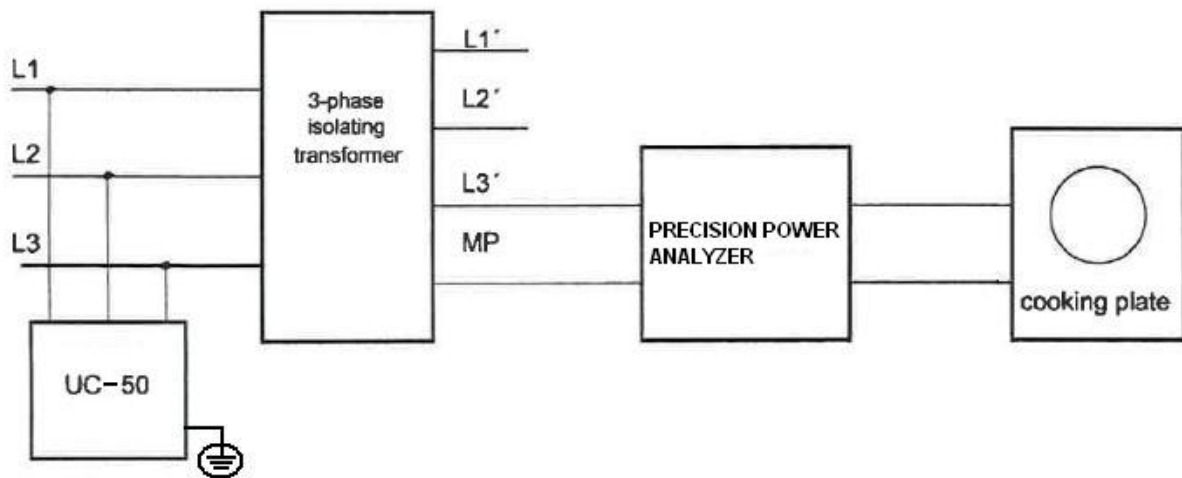 L1
L2
L3
UC-50
3-phase
isolating
transformer
L1´
L2´
L3´
MP
PRECISION POWER
ANALYZER
cooking plate